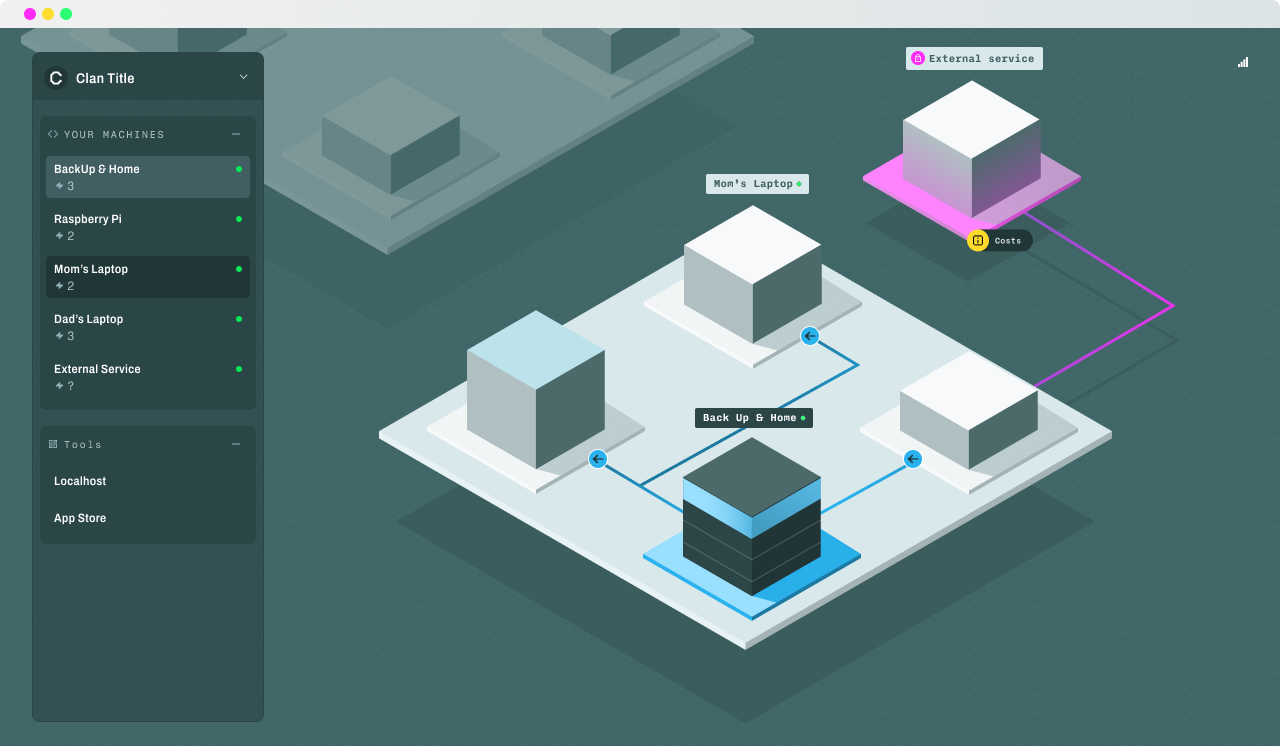 Clan Title
YOUR MACHINES
BackUp & Home
3
Raspberry Pi
2
Mom's Laptop
2
Dad's Laptop
3
External Service
?
Tools
Localhost
App Store
External service
Mom's Laptop
Costs
Back Up & Home